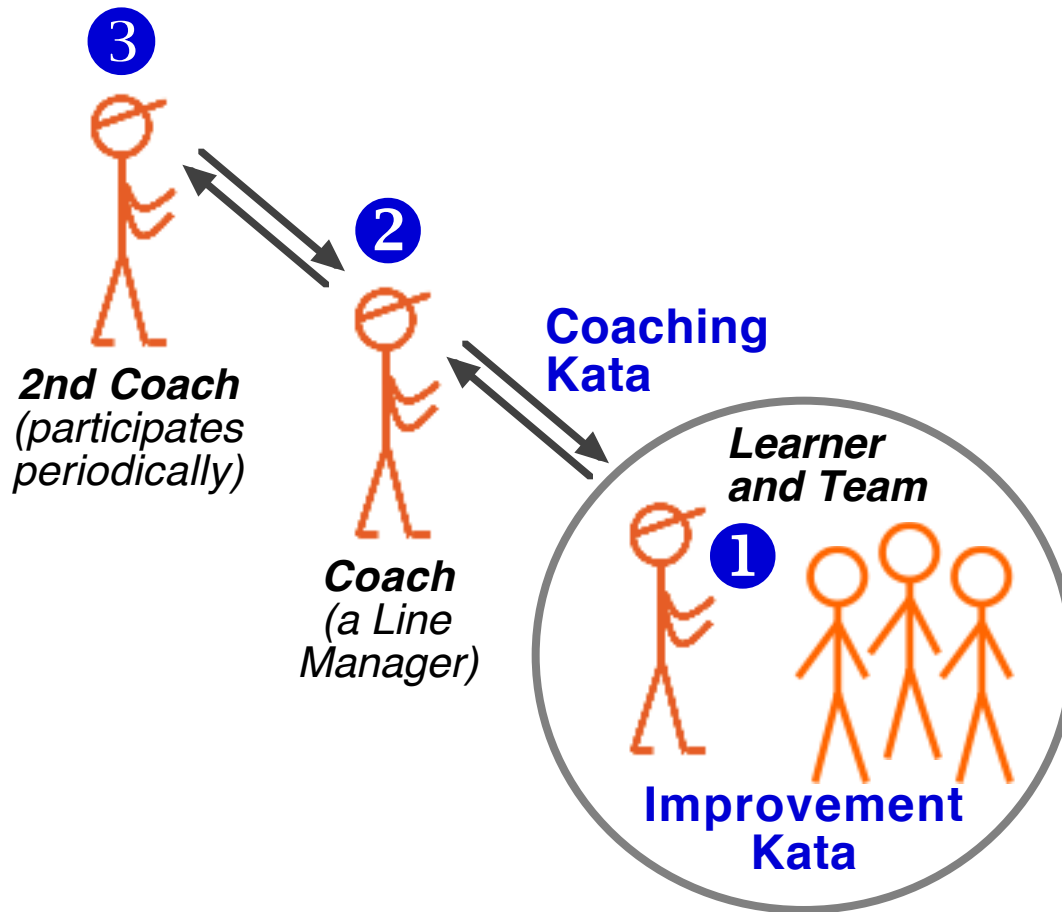 3
2nd Coach
(participates
periodically)
2
Coach
(a Line
Manager)
Coaching
Kata
Learner
and Team
1
Improvement
Kata